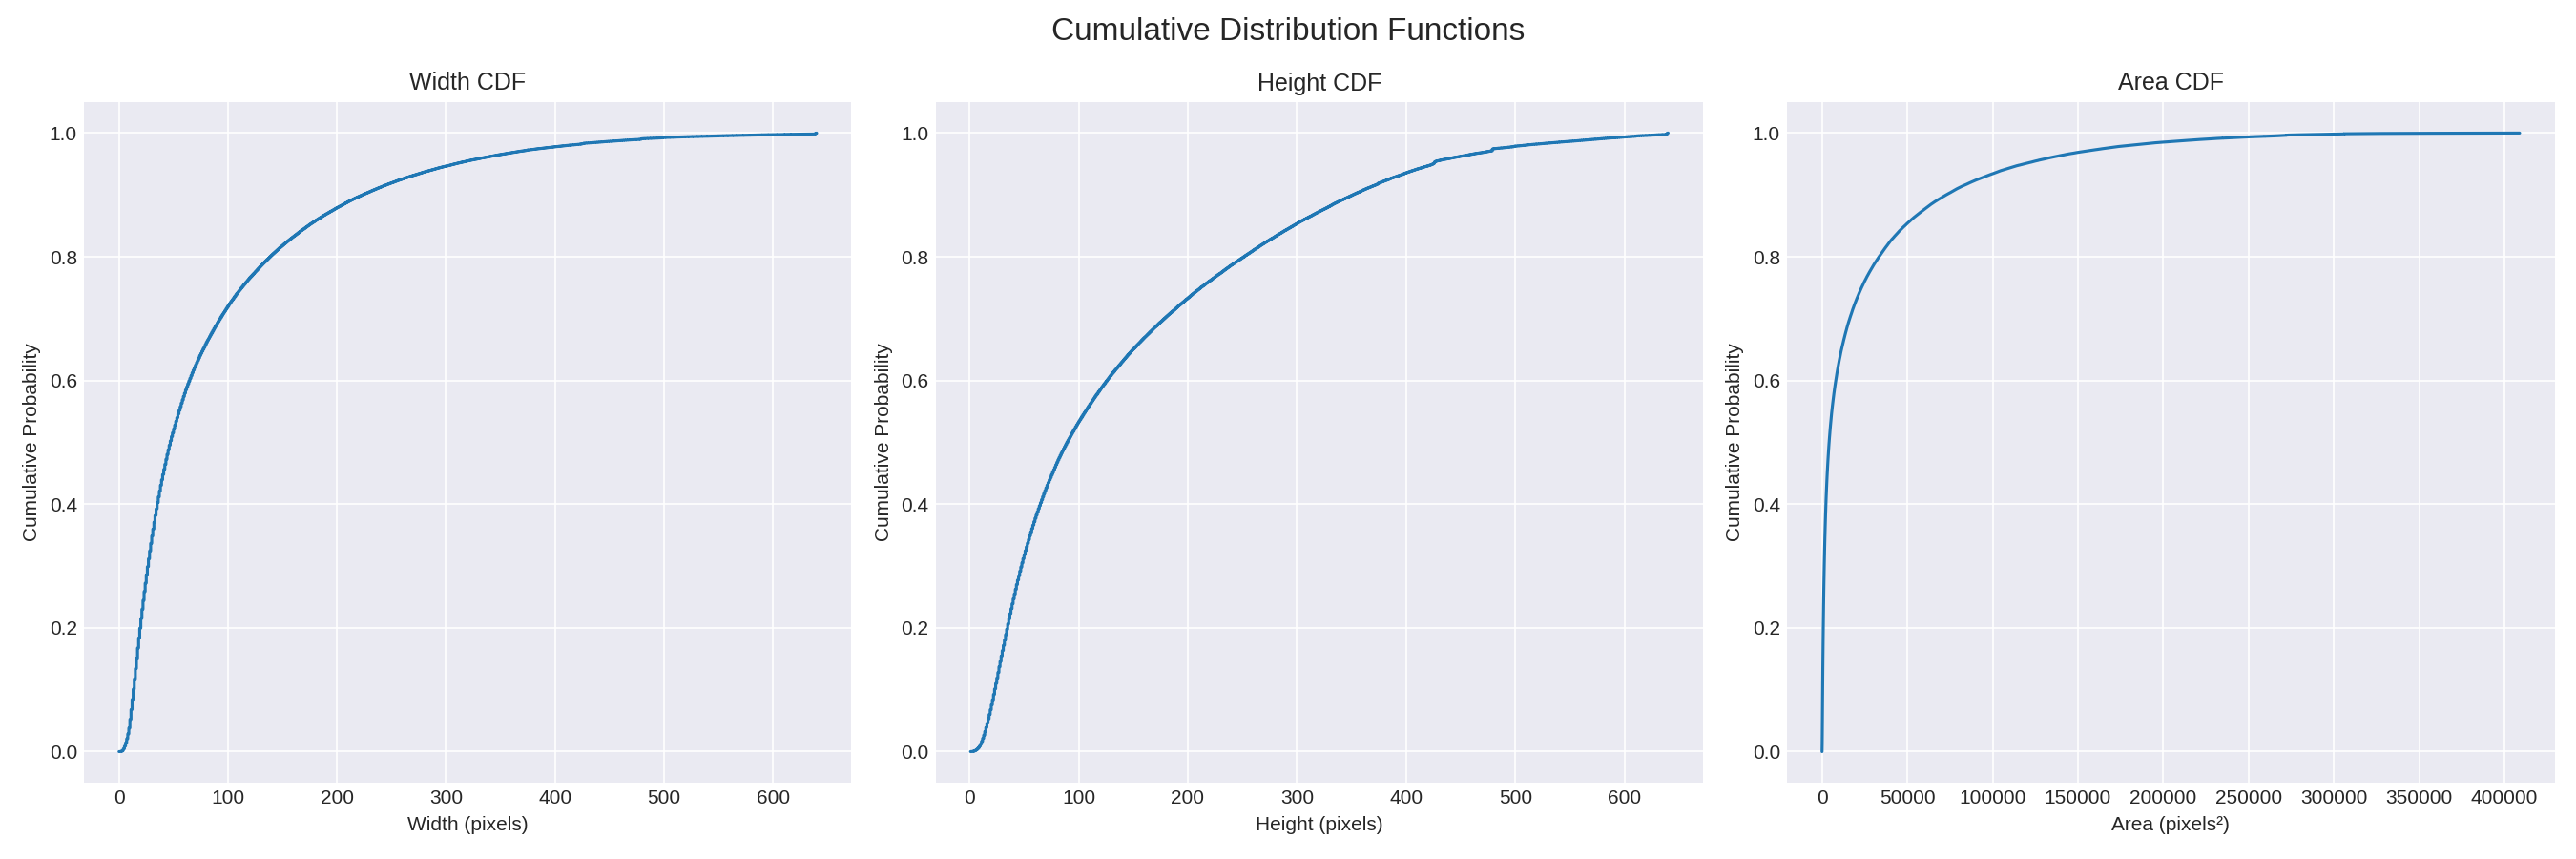 Cumulative Distribution Functions
Width CDF
1.0
0.8
0.6
0.4
0.2
0.0
Cumulative Probability
0 100 200 300 400 500 600
Width (pixels)
Height CDF
1.0
0.8
0.6
0.4
0.2
0.0
Cumulative Probability
0 100 200 300 400 500 600
Height (pixels)
Area CDF
1.0
0.8
0.6
0.4
0.2
0.0
Cumulative Probability
0 50000 100000 150000 200000 250000 300000 350000 400000
Area (pixels²)